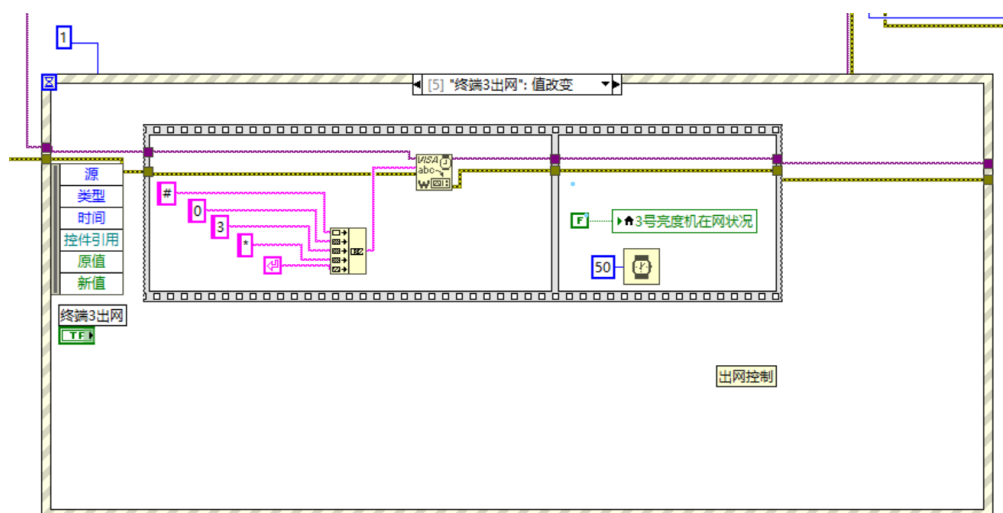 1
[5] "终端3出网": 值改变
源
类型
时间
控件引用
原值
新值
终端3出网
TF
#
0
3
*
VISA
abc
W
F
3号亮度机在网状况
50
出网控制